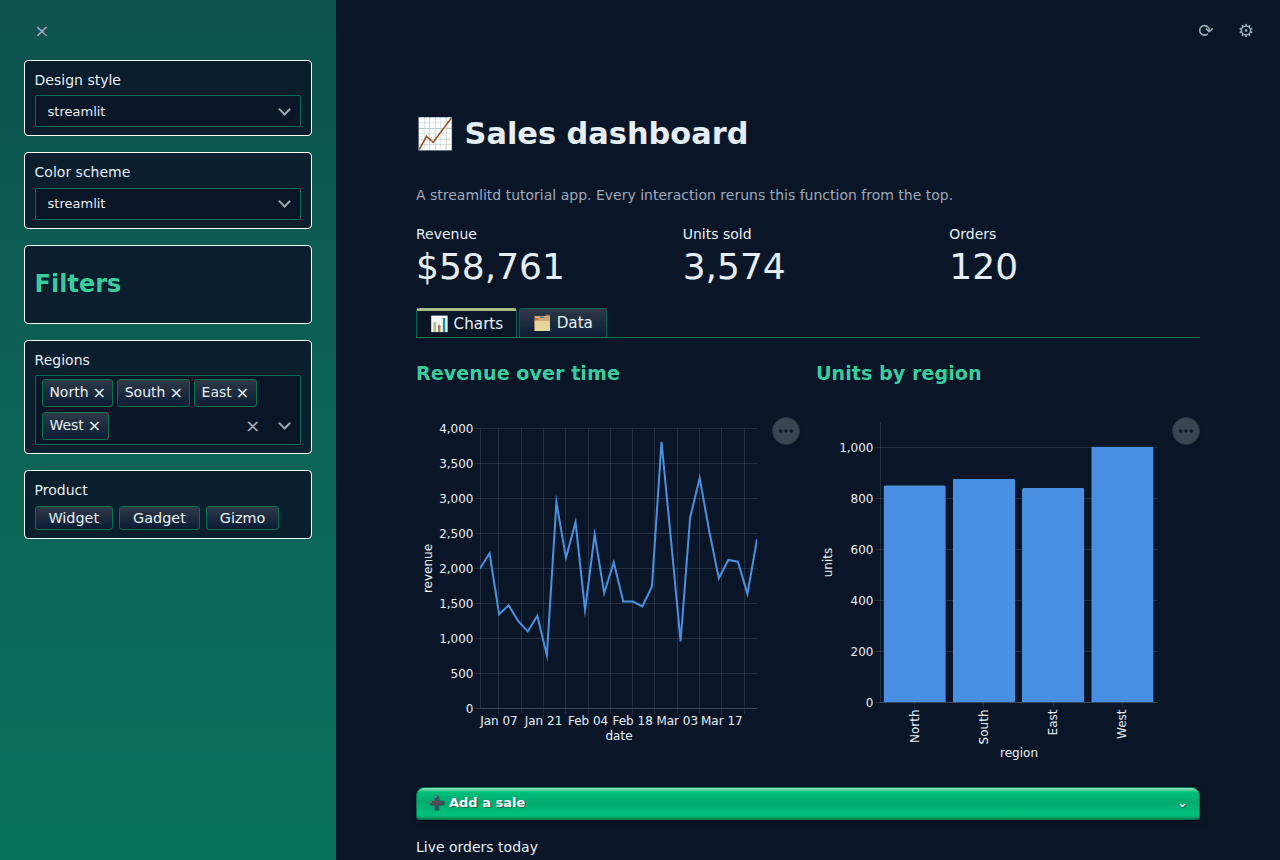 Design style
streamlit
Color scheme
streamlit
Filters
Regions
North × South × East ×
West ×
Product
Widget Gadget Gizmo
📈 Sales dashboard
A streamlitd tutorial app. Every interaction reruns this function from the top.
Revenue Units sold Orders
$58,761 3,574 120
📊 Charts 🗂️ Data
Revenue over time
4,000
3,500
3,000
2,500
2,000
1,500
1,000
500
0
revenue
Jan 07 Jan 21 Feb 04 Feb 18 Mar 03 Mar 17
date
Units by region
1,000
800
600
400
200
0
units
North South East West
region
➕ Add a sale
Live orders today